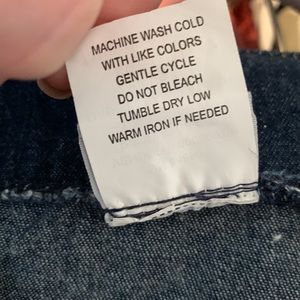 MACHINE WASH COLD
WITH LIKE COLORS
GENTLE CYCLE
DO NOT BLEACH
TUMBLE DRY LOW
WARM IRON IF NEEDED